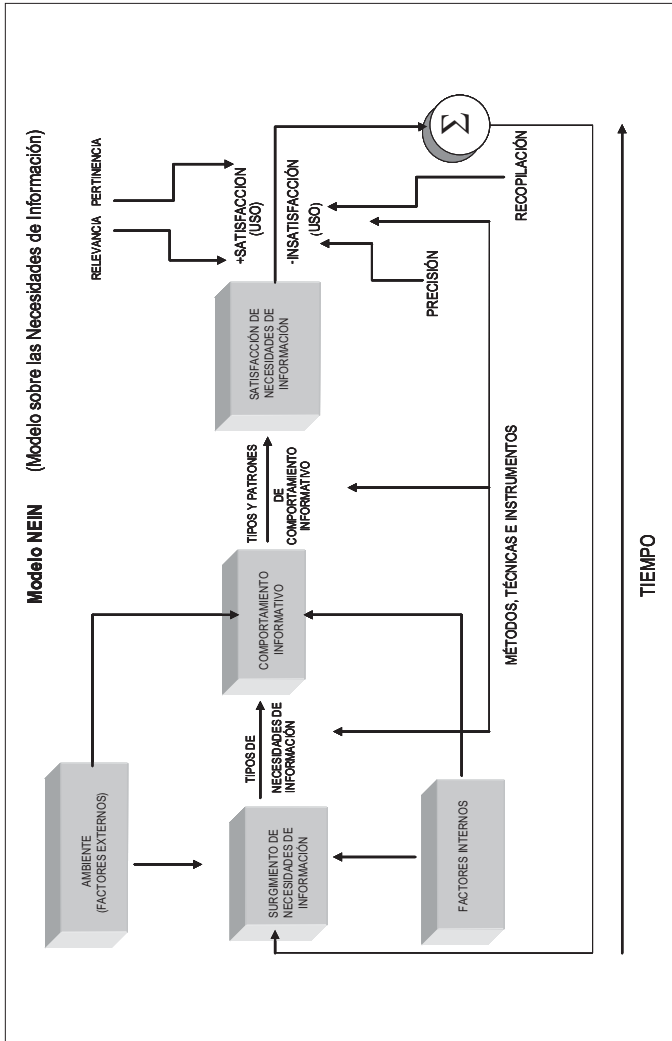 Modelo NEIN (Modelo sobre las Necesidades de Información)
AMBIENTE
(FACTORES EXTERNOS)
RELEVANCIA PERTINENCIA
SURGIMIENTO DE
NECESIDADES DE
INFORMACIÓN
TIPOS DE
NECESIDADES DE
INFORMACIÓN
COMPORTAMIENTO
INFORMATIVO
TIPOS Y PATRONES
DE
COMPORTAMIENTO
INFORMATIVO
SATISFACCIÓN DE
NECESIDADES DE
INFORMACIÓN
+SATISFACCION
(USO)
-INSATISFACCIÓN
(USO)
FACTORES INTERNOS
PRECISIÓN
RECOPILACIÓN
Σ
MÉTODOS, TÉCNICAS E INSTRUMENTOS
TIEMPO